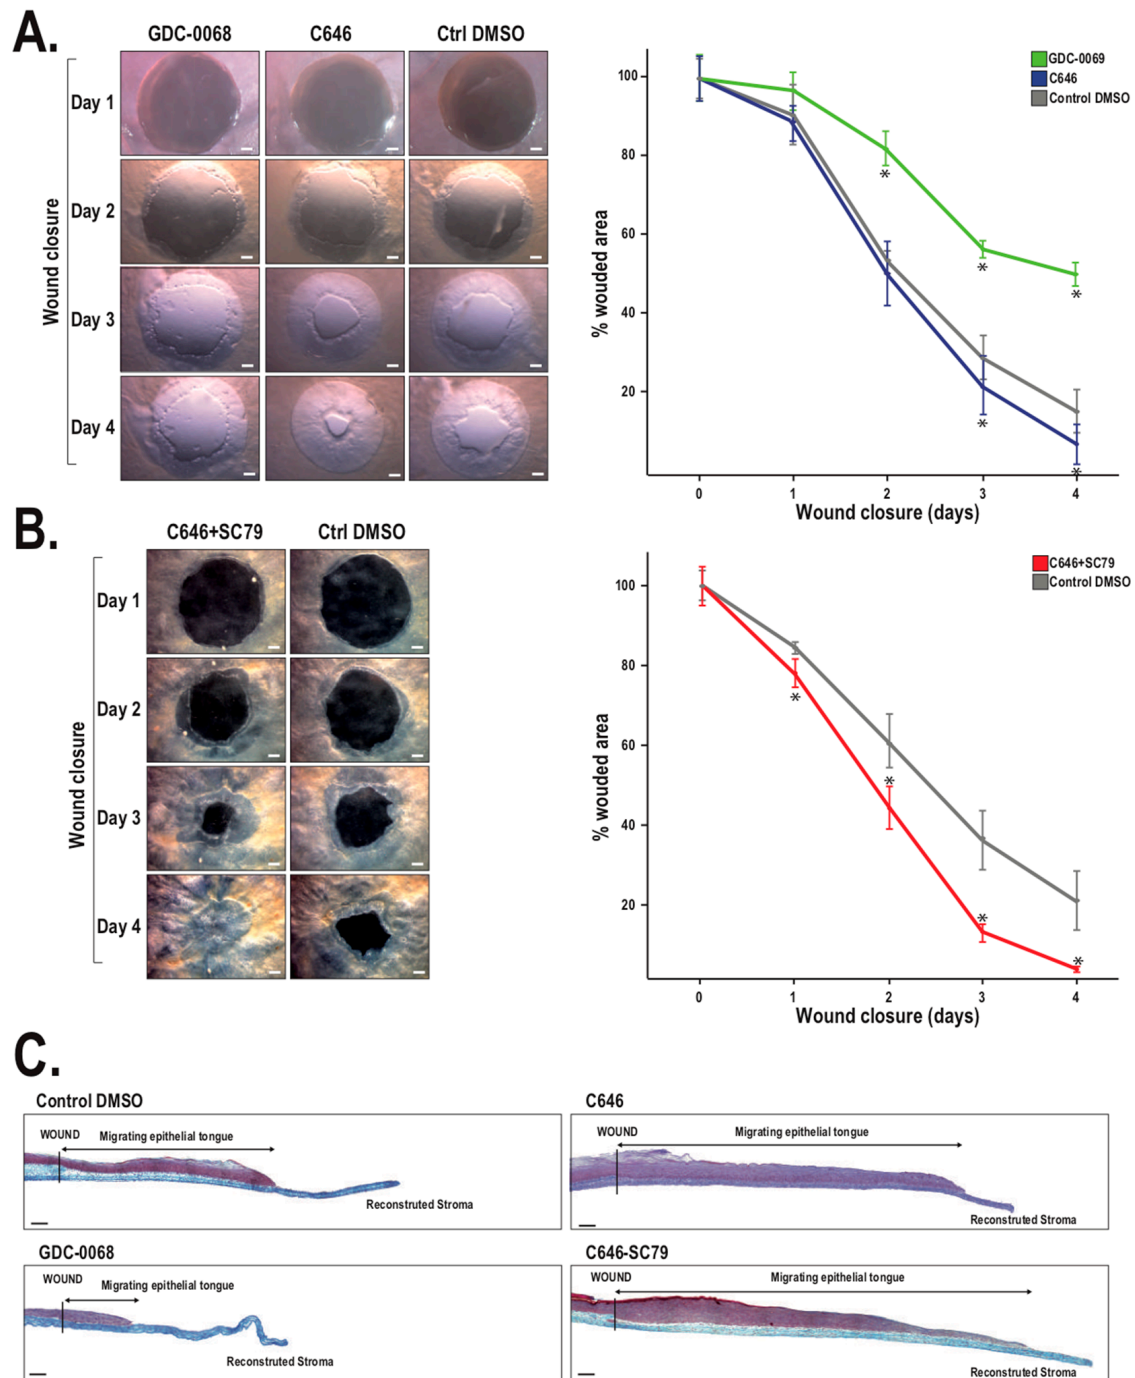 A.
GDC-0068 C646 Ctrl DMSO
Wound closure
Day 1
Day 2
Day 3
Day 4
GDC-0069
C646
Control DMSO
% wouded area
100
80
60
40
20
*
*
*
*
*
0 1 2 3 4
Wound closure (days)
B.
C646+SC79 Ctrl DMSO
Wound closure
Day 1
Day 2
Day 3
Day 4
C646+SC79
Control DMSO
% wouded area
100
80
60
40
20
*
*
*
*
0 1 2 3 4
Wound closure (days)
C.
Control DMSO
WOUND Migrating epithelial tongue
Reconstruted Stroma
C646
WOUND Migrating epithelial tongue
Reconstruted Stroma
GDC-0068
WOUND Migrating epithelial tongue
Reconstruted Stroma
C646-SC79
WOUND Migrating epithelial tongue
Reconstruted Stroma